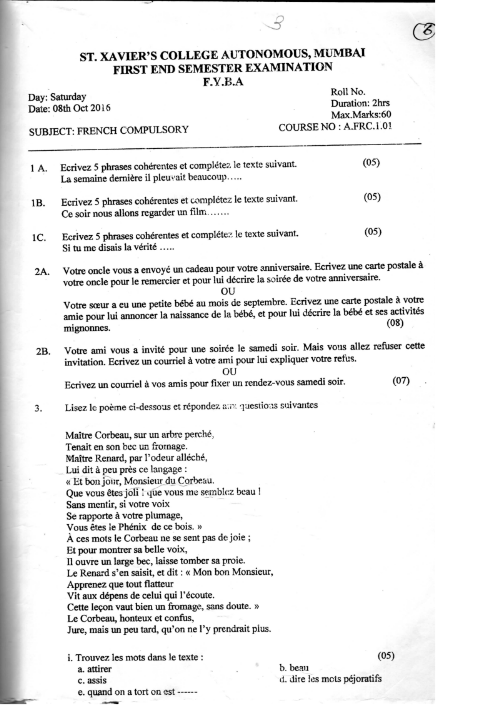 3
8
ST. XAVIER'S COLLEGE AUTONOMOUS, MUMBAI
FIRST END SEMESTER EXAMINATION
F.Y.B.A
Day: Saturday
Roll No.
Date: 08th Oct 2016
Duration: 2hrs
Max.Marks:60
SUBJECT: FRENCH COMPULSORY
COURSE NO : A.FRC.1.01
1 A. Ecrivez 5 phrases cohérentes et complétez le texte suivant. (05)
La semaine dernière il pleuvait beaucoup…..
1B. Ecrivez 5 phrases cohérentes et complétez le texte suivant. (05)
Ce soir nous allons regarder un film…….
1C. Ecrivez 5 phrases cohérentes et complétez le texte suivant. (05)
Si tu me disais la vérité …..
2A. Votre oncle vous a envoyé un cadeau pour votre anniversaire. Ecrivez une carte postale à
votre oncle pour le remercier et pour lui décrire la soirée de votre anniversaire.
OU
Votre sœur a eu une petite bébé au mois de septembre. Ecrivez une carte postale à votre
amie pour lui annoncer la naissance de la bébé, et pour lui décrire la bébé et ses activités
mignonnes. (08)
2B. Votre ami vous a invité pour une soirée le samedi soir. Mais vous allez refuser cette
invitation. Ecrivez un courriel à votre ami pour lui expliquer votre refus.
OU
Ecrivez un courriel à vos amis pour fixer un rendez-vous samedi soir. (07)
3. Lisez le poème ci-dessous et répondez aux questions suivantes
Maître Corbeau, sur un arbre perché,
Tenait en son bec un fromage.
Maître Renard, par l'odeur alléché,
Lui dit à peu près ce langage :
« Et bonjour, Monsieur du Corbeau.
Que vous êtes joli ! que vous me semblez beau !
Sans mentir, si votre voix
Se rapporte à votre plumage,
Vous êtes le Phénix de ce bois. »
À ces mots le Corbeau ne se sent pas de joie ;
Et pour montrer sa belle voix,
Il ouvre un large bec, laisse tomber sa proie.
Le Renard s'en saisit, et dit : « Mon bon Monsieur,
Apprenez que tout flatteur
Vit aux dépens de celui qui l'écoute.
Cette leçon vaut bien un fromage, sans doute. »
Le Corbeau, honteux et confus,
Jure, mais un peu tard, qu'on ne l'y prendrait plus.
i. Trouvez les mots dans le texte : (05)
a. attirer b. beau
c. assis d. dire les mots péjoratifs
e. quand on a tort on est ------